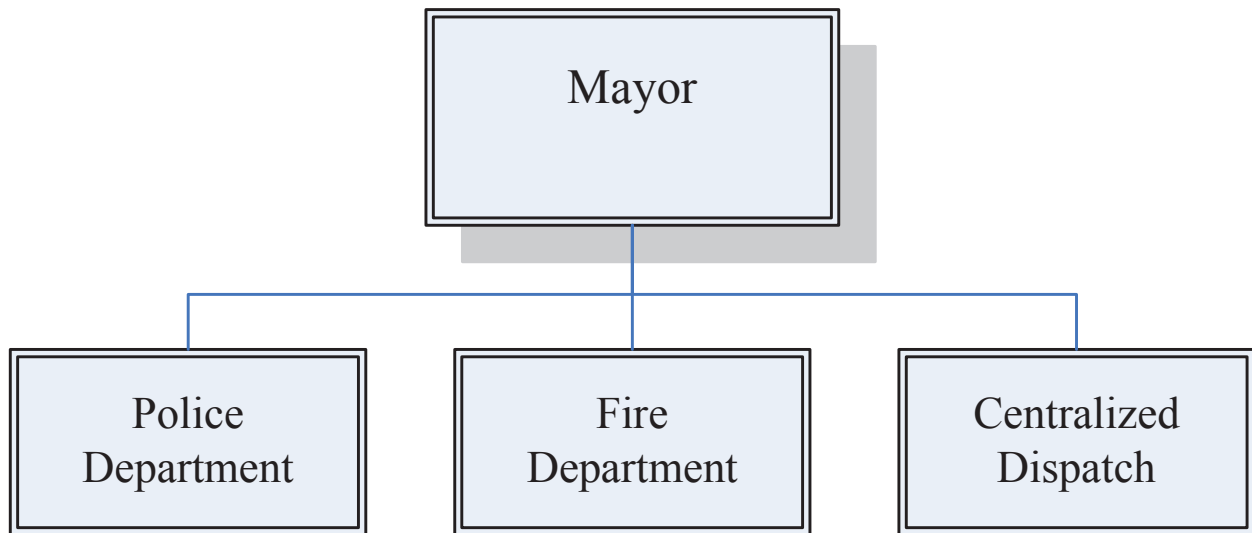 Mayor
Police
Department
Fire
Department
Centralized
Dispatch